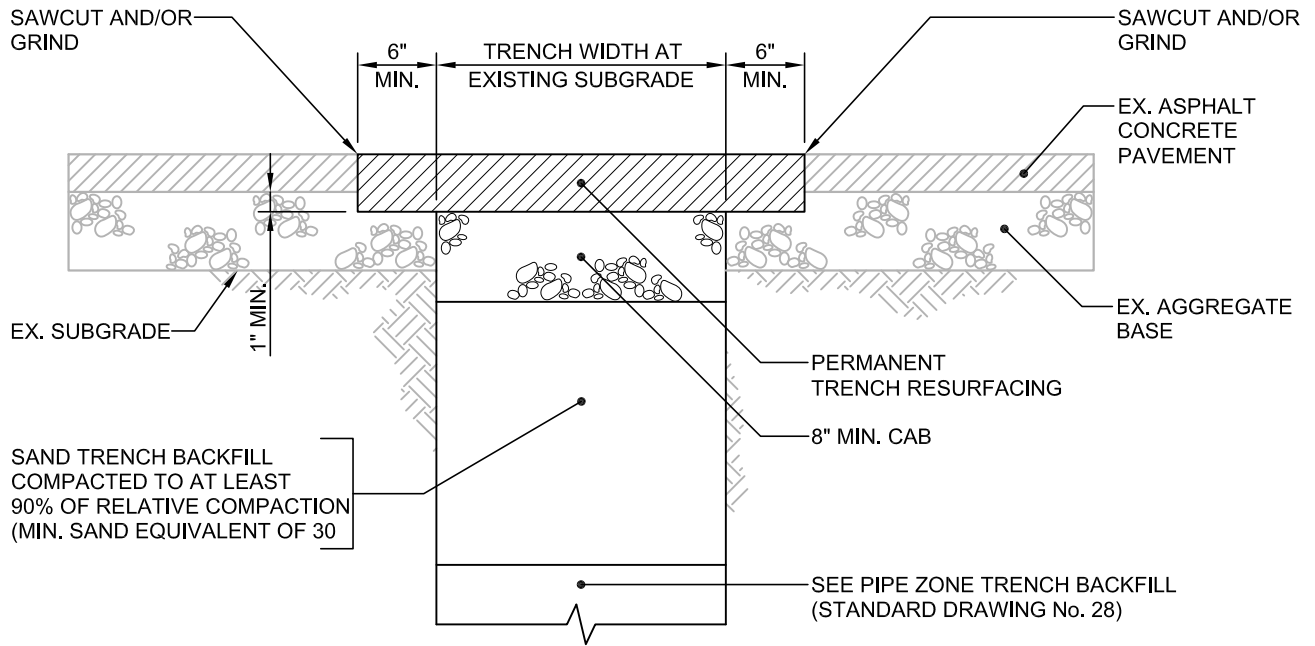 SAWCUT AND/OR
GRIND
6"
MIN.
TRENCH WIDTH AT
EXISTING SUBGRADE
6"
MIN.
SAWCUT AND/OR
GRIND
EX. ASPHALT
CONCRETE
PAVEMENT
EX. SUBGRADE
1" MIN.
EX. AGGREGATE
BASE
PERMANENT
TRENCH RESURFACING
8" MIN. CAB
SAND TRENCH BACKFILL
COMPACTED TO AT LEAST
90% OF RELATIVE COMPACTION
(MIN. SAND EQUIVALENT OF 30
SEE PIPE ZONE TRENCH BACKFILL
(STANDARD DRAWING No. 28)